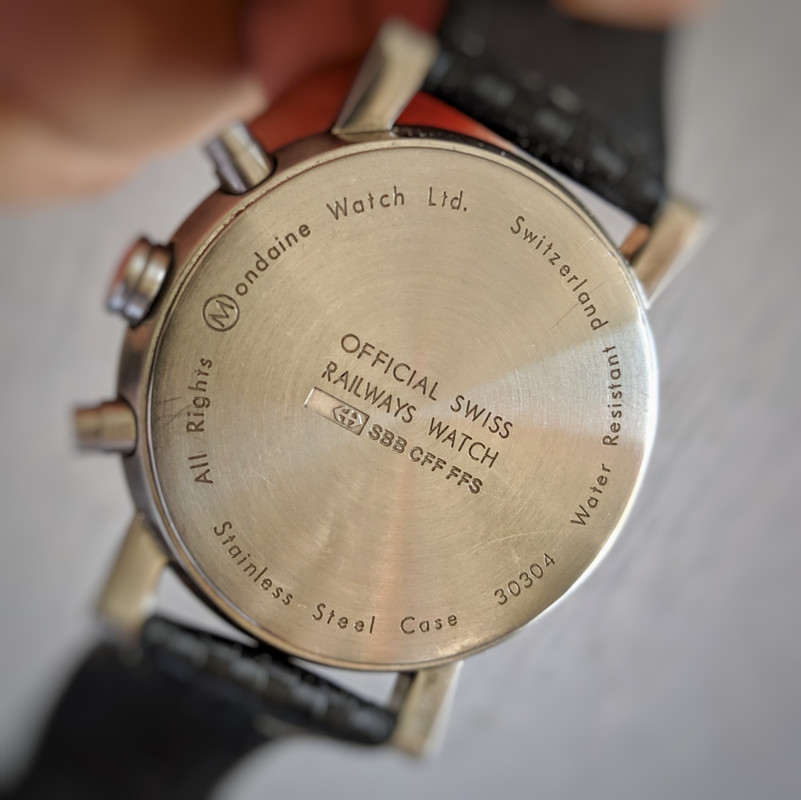 OFFICIAL SWISS
RAILWAYS WATCH
SBB CFF FFS
All Rights Mondaine Watch Ltd. Switzerland
Water Resistant
30304
Stainless Steel Case